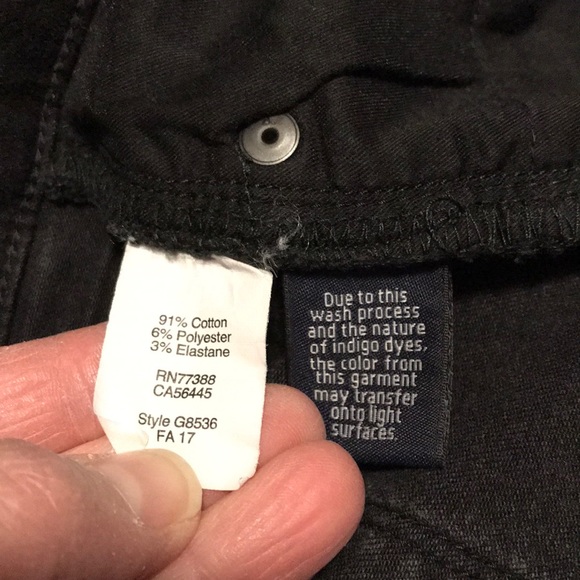 91% Cotton
6% Polyester
3% Elastane
RN77388
CA56445
Style G8536
FA 17
Due to this
wash process
and the nature
of indigo dyes,
the color from
this garment
may transfer
onto light
surfaces.